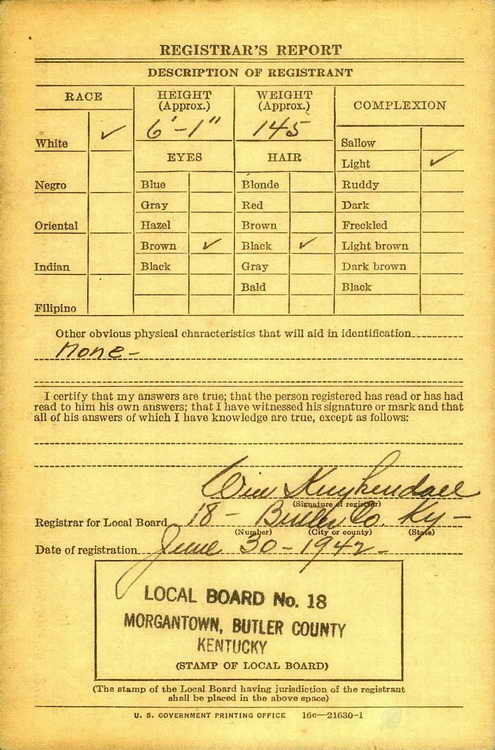 REGISTRAR'S REPORT
DESCRIPTION OF REGISTRANT
RACE
HEIGHT (Approx.)
WEIGHT (Approx.)
COMPLEXION
6'-1"
145
White ✓
Sallow
EYES
HAIR
Light ✓
Negro
Blue
Blonde
Ruddy
Gray
Red
Dark
Oriental
Hazel
Brown
Freckled
Brown ✓
Black ✓
Light brown
Indian
Black
Gray
Dark brown
Bald
Black
Filipino
Other obvious physical characteristics that will aid in identification
None-
I certify that my answers are true; that the person registered has read or has had
read to him his own answers; that I have witnessed his signature or mark and that
all of his answers of which I have knowledge are true, except as follows:
Kuykendall
(Signature of registrar)
Registrar for Local Board 18- Butler Co. Ky-
(Number) (City or county) (State)
Date of registration June 30-1942-
LOCAL BOARD No. 18
MORGANTOWN, BUTLER COUNTY
KENTUCKY
(STAMP OF LOCAL BOARD)
(The stamp of the Local Board having jurisdiction of the registrant
shall be placed in the above space)
U. S. GOVERNMENT PRINTING OFFICE 16c—21630-1